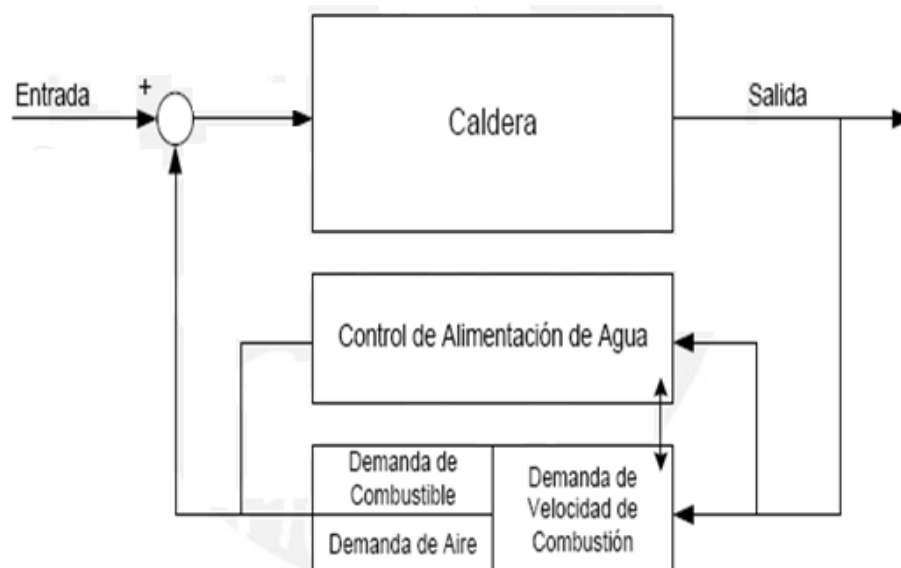 Entrada
+
Caldera
Salida
Control de Alimentación de Agua
Demanda de
Combustible
Demanda de Aire
Demanda de
Velocidad de
Combustión